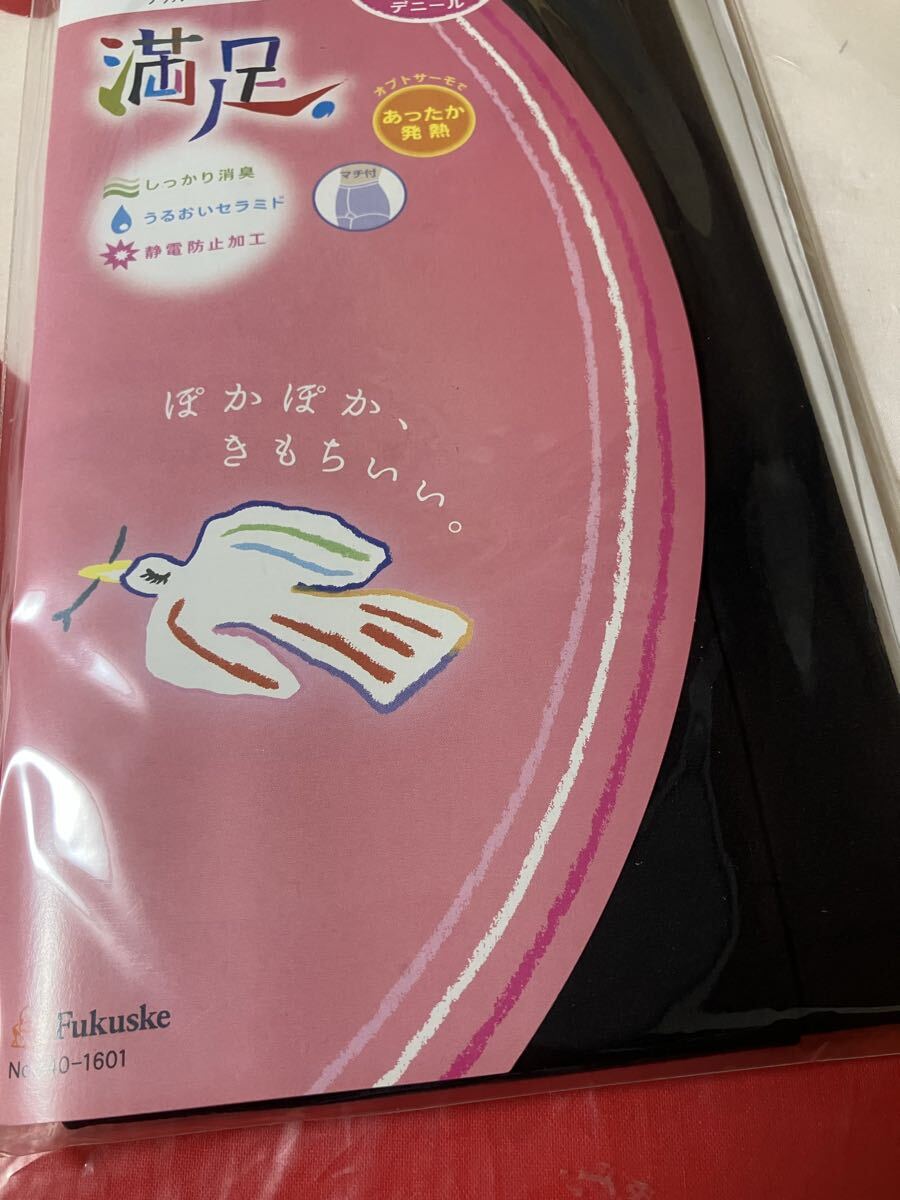 デニール
満足。
オプトサーモで
あったか
発熱
しっかり消臭
うるおいセラミド
静電防止加工
マチ付
ぽかぽか、
きもちいい。
Fukuske
40-1601